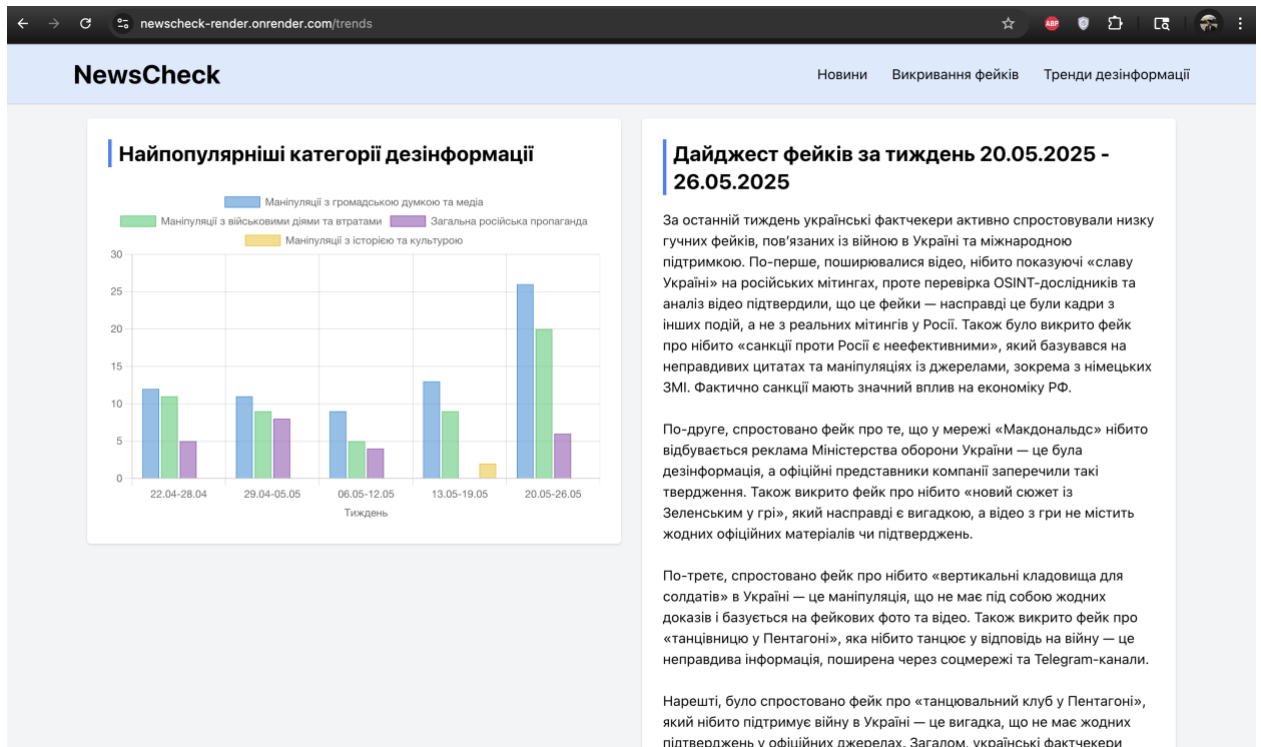 newscheck-render.onrender.com/trends
ABP
NewsCheck
Новини Викривання фейків Тренди дезінформації
Найпопулярніші категорії дезінформації
Маніпуляції з громадською думкою та медіа
Маніпуляції з військовими діями та втратами Загальна російська пропаганда
Маніпуляції з історією та культурою
30
25
20
15
10
5
0
22.04-28.04 29.04-05.05 06.05-12.05 13.05-19.05 20.05-26.05
Тиждень
Дайджест фейків за тиждень 20.05.2025 -
26.05.2025
За останній тиждень українські фактчекери активно спростовували низку
гучних фейків, пов’язаних із війною в Україні та міжнародною
підтримкою. По-перше, поширювалися відео, нібито показуючі «славу
Україні» на російських мітингах, проте перевірка OSINT-дослідників та
аналіз відео підтвердили, що це фейки — насправді це були кадри з
інших подій, а не з реальних мітингів у Росії. Також було викрито фейк
про нібито «санкції проти Росії є неефективними», який базувався на
неправдивих цитатах та маніпуляціях із джерелами, зокрема з німецьких
ЗМІ. Фактично санкції мають значний вплив на економіку РФ.
По-друге, спростовано фейк про те, що у мережі «Макдональдс» нібито
відбувається реклама Міністерства оборони України — це була
дезінформація, а офіційні представники компанії заперечили такі
твердження. Також викрито фейк про нібито «новий сюжет із
Зеленським у грі», який насправді є вигадкою, а відео з гри не містить
жодних офіційних матеріалів чи підтверджень.
По-третє, спростовано фейк про нібито «вертикальні кладовища для
солдатів» в Україні — це маніпуляція, що не має під собою жодних
доказів і базується на фейкових фото та відео. Також викрито фейк про
«танцівницю у Пентагоні», яка нібито танцює у відповідь на війну — це
неправдива інформація, поширена через соцмережі та Telegram-канали.
Нарешті, було спростовано фейк про «танцювальний клуб у Пентагоні»,
який нібито підтримує війну в Україні — це вигадка, що не має жодних
підтверджень у офіційних джерелах. Загалом, українські фактчекери